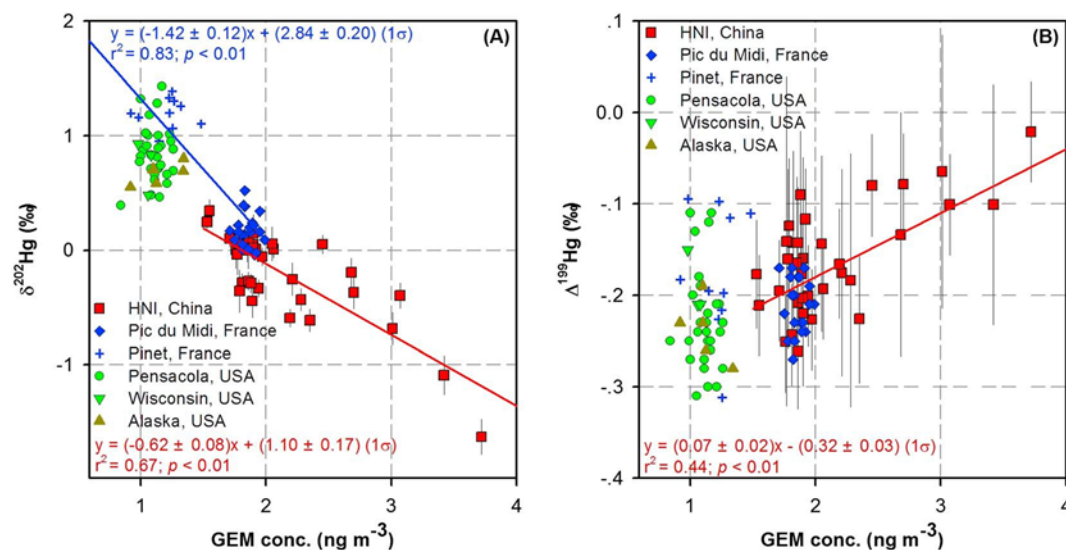 y = (-1.42 ± 0.12)x + (2.84 ± 0.20) (1σ)
r² = 0.83; p < 0.01
(A)
2
1
0
-1
δ²⁰²Hg (‰)
HNI, China
Pic du Midi, France
Pinet, France
Pensacola, USA
Wisconsin, USA
Alaska, USA
y = (-0.62 ± 0.08)x + (1.10 ± 0.17) (1σ)
r² = 0.67; p < 0.01
1 2 3 4
GEM conc. (ng m⁻³)
HNI, China
Pic du Midi, France
Pinet, France
Pensacola, USA
Wisconsin, USA
Alaska, USA
(B)
0.0
-.1
-.2
-.3
-.4
Δ¹⁹⁹Hg (‰)
y = (0.07 ± 0.02)x - (0.32 ± 0.03) (1σ)
r² = 0.44; p < 0.01
1 2 3 4
GEM conc. (ng m⁻³)